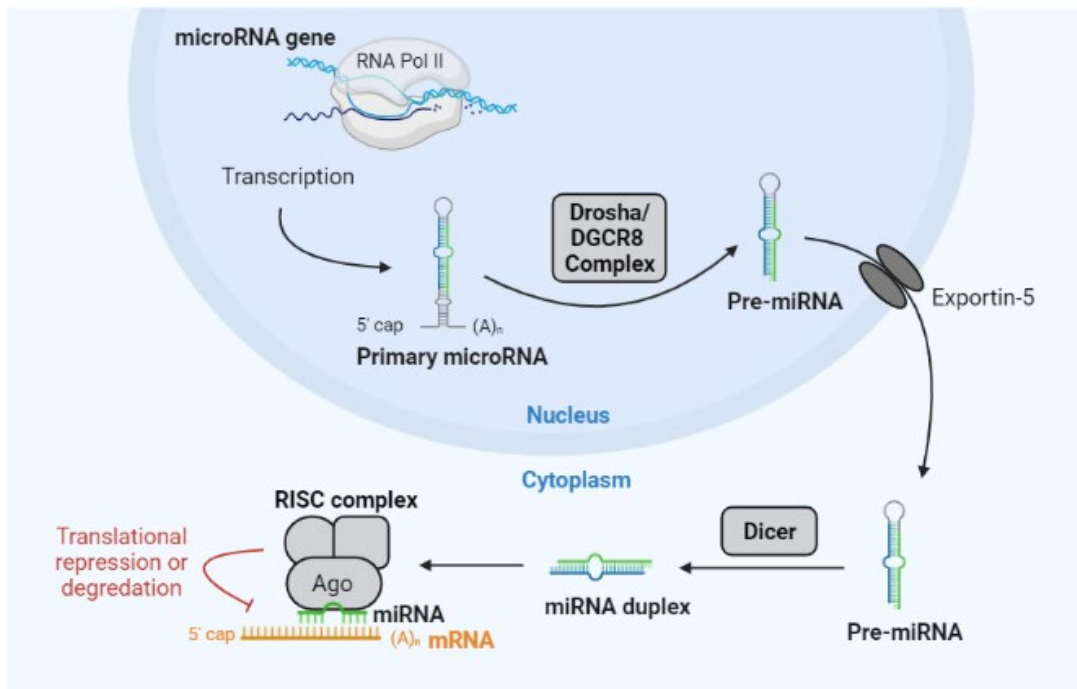 microRNA gene
RNA Pol II
Transcription
Drosha/
DGCR8
Complex
Pre-miRNA
Exportin-5
5' cap
(A)n
Primary microRNA
Nucleus
Cytoplasm
RISC complex
Translational
repression or
degredation
Ago
miRNA
5' cap
(A)n mRNA
miRNA duplex
Dicer
Pre-miRNA